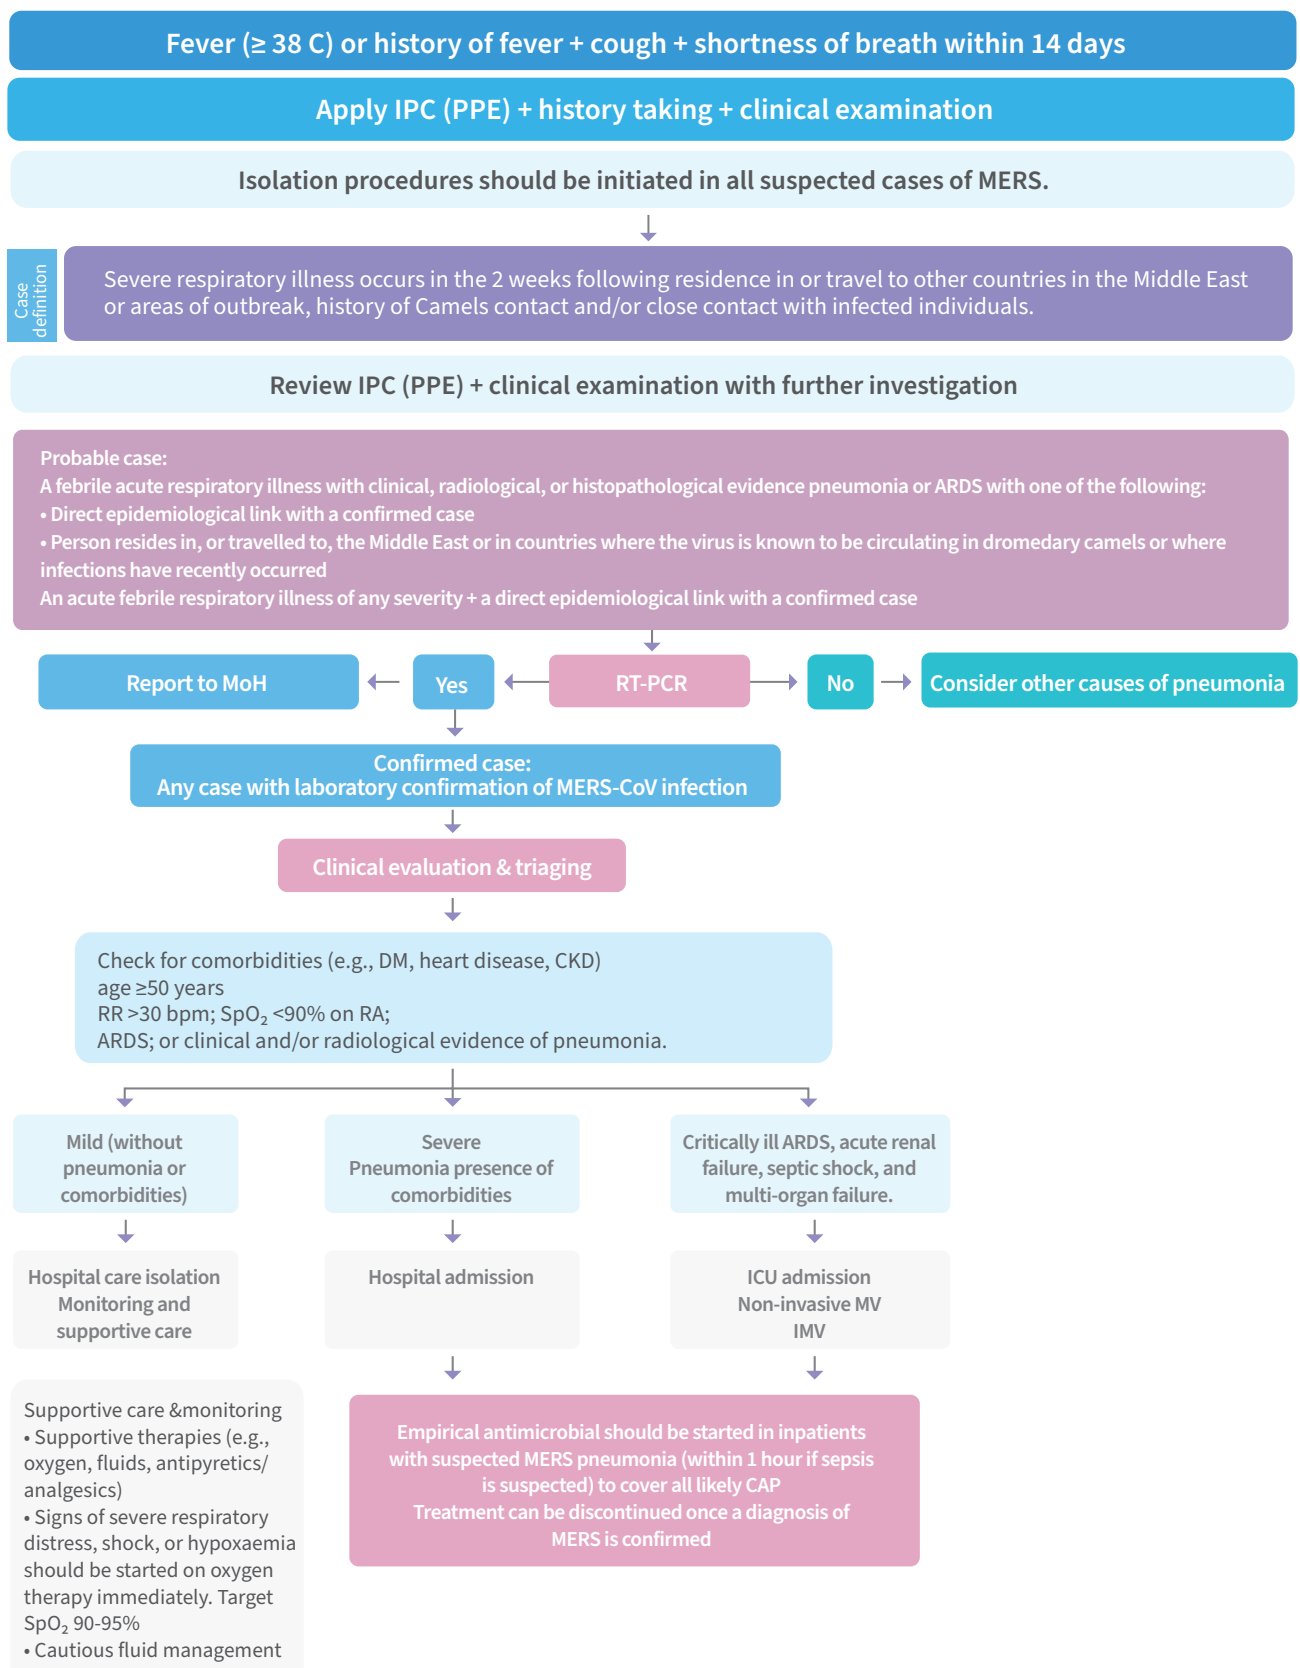 Fever (≥ 38 C) or history of fever + cough + shortness of breath within 14 days
Apply IPC (PPE) + history taking + clinical examination
Isolation procedures should be initiated in all suspected cases of MERS.
Case
definition
Severe respiratory illness occurs in the 2 weeks following residence in or travel to other countries in the Middle East
or areas of outbreak, history of Camels contact and/or close contact with infected individuals.
Review IPC (PPE) + clinical examination with further investigation
Probable case:
A febrile acute respiratory illness with clinical, radiological, or histopathological evidence pneumonia or ARDS with one of the following:
• Direct epidemiological link with a confirmed case
• Person resides in, or travelled to, the Middle East or in countries where the virus is known to be circulating in dromedary camels or where
infections have recently occurred
An acute febrile respiratory illness of any severity + a direct epidemiological link with a confirmed case
Report to MoH
Yes
RT-PCR
No
Consider other causes of pneumonia
Confirmed case:
Any case with laboratory confirmation of MERS-CoV infection
Clinical evaluation & triaging
Check for comorbidities (e.g., DM, heart disease, CKD)
age ≥50 years
RR >30 bpm; SpO₂ <90% on RA;
ARDS; or clinical and/or radiological evidence of pneumonia.
Mild (without
pneumonia or
comorbidities)
Severe
Pneumonia presence of
comorbidities
Critically ill ARDS, acute renal
failure, septic shock, and
multi-organ failure.
Hospital care isolation
Monitoring and
supportive care
Hospital admission
ICU admission
Non-invasive MV
IMV
Supportive care &monitoring
• Supportive therapies (e.g.,
oxygen, fluids, antipyretics/
analgesics)
• Signs of severe respiratory
distress, shock, or hypoxaemia
should be started on oxygen
therapy immediately. Target
SpO₂ 90-95%
• Cautious fluid management
Empirical antimicrobial should be started in inpatients
with suspected MERS pneumonia (within 1 hour if sepsis
is suspected) to cover all likely CAP
Treatment can be discontinued once a diagnosis of
MERS is confirmed